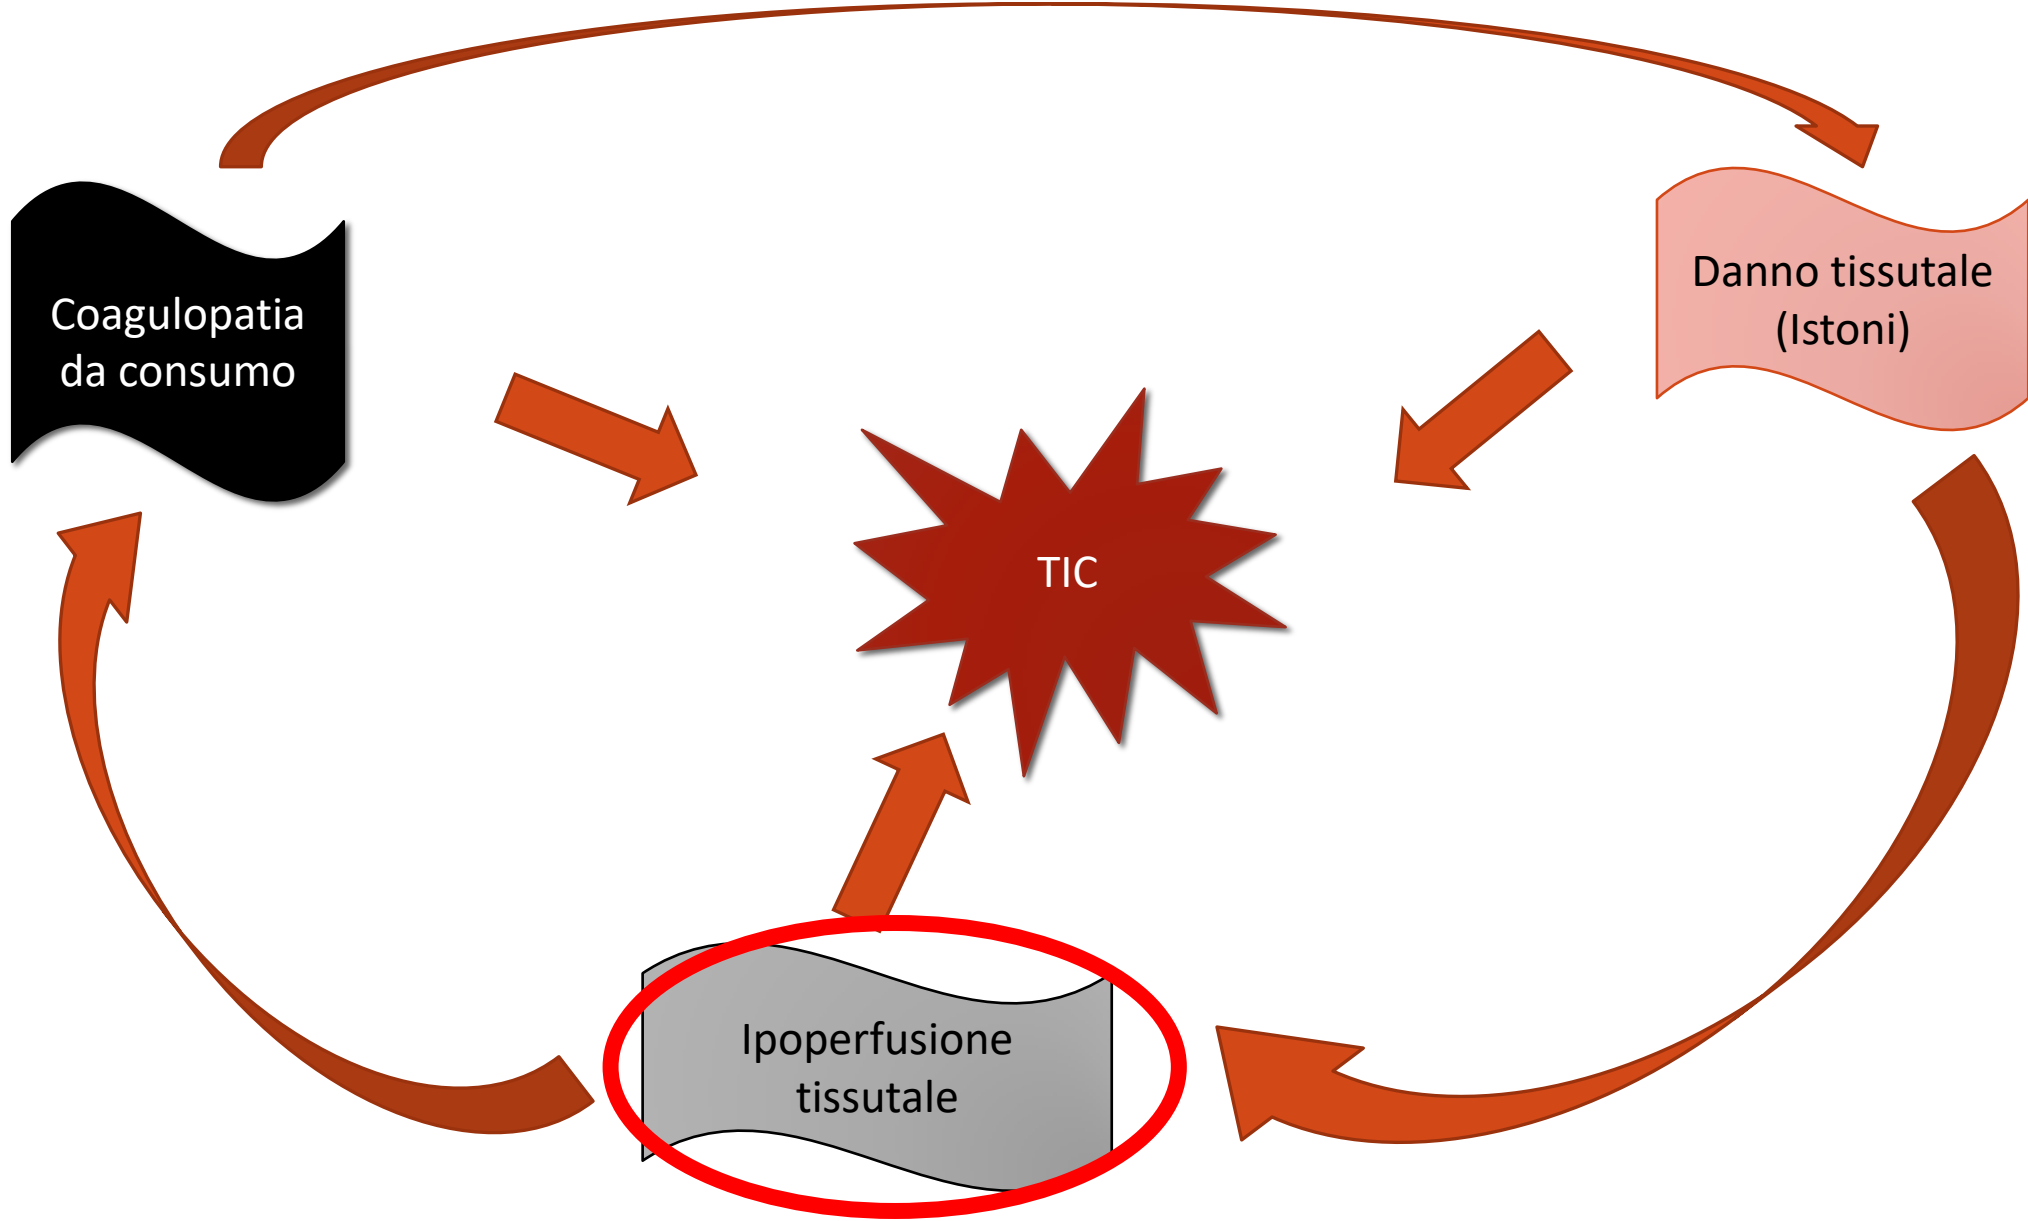 Coagulopatia
da consumo
Danno tissutale
(Istoni)
TIC
Ipoperfusione
tissutale